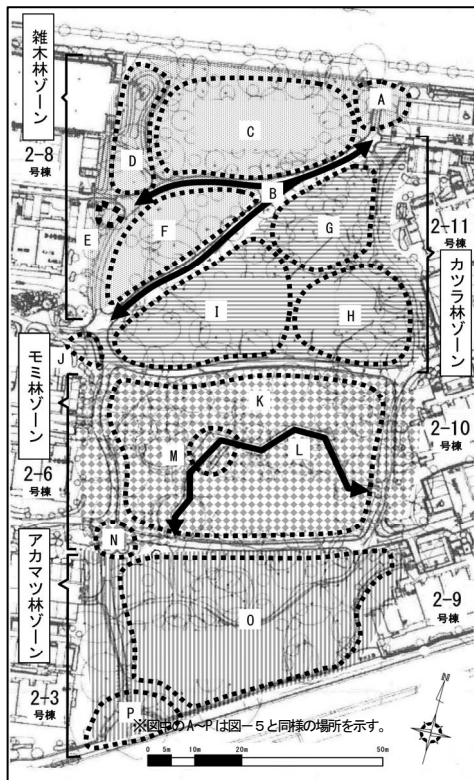 雑木林ゾーン
2-8
号棟
A
C
D
B
E
F
G
2-11
号棟
カツラ林ゾーン
I
H
J
モミ林ゾーン
2-6
号棟
K
M
L
2-10
号棟
N
アカマツ林ゾーン
2-3
号棟
O
2-9
号棟
P
※図中のA~Pは図-5と同様の場所を示す。
0 5m 10m 20m 50m